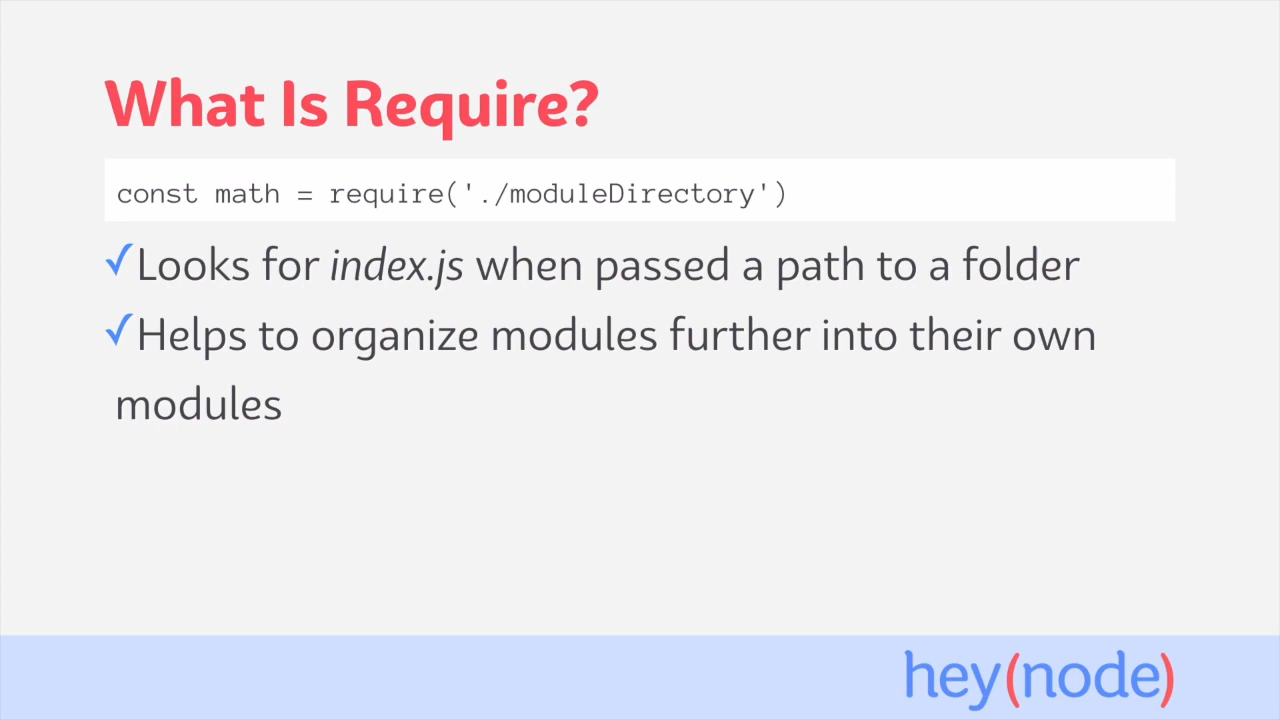 What Is Require?
const math = require('./moduleDirectory')
✓Looks for index.js when passed a path to a folder
✓Helps to organize modules further into their own
modules
hey(node)